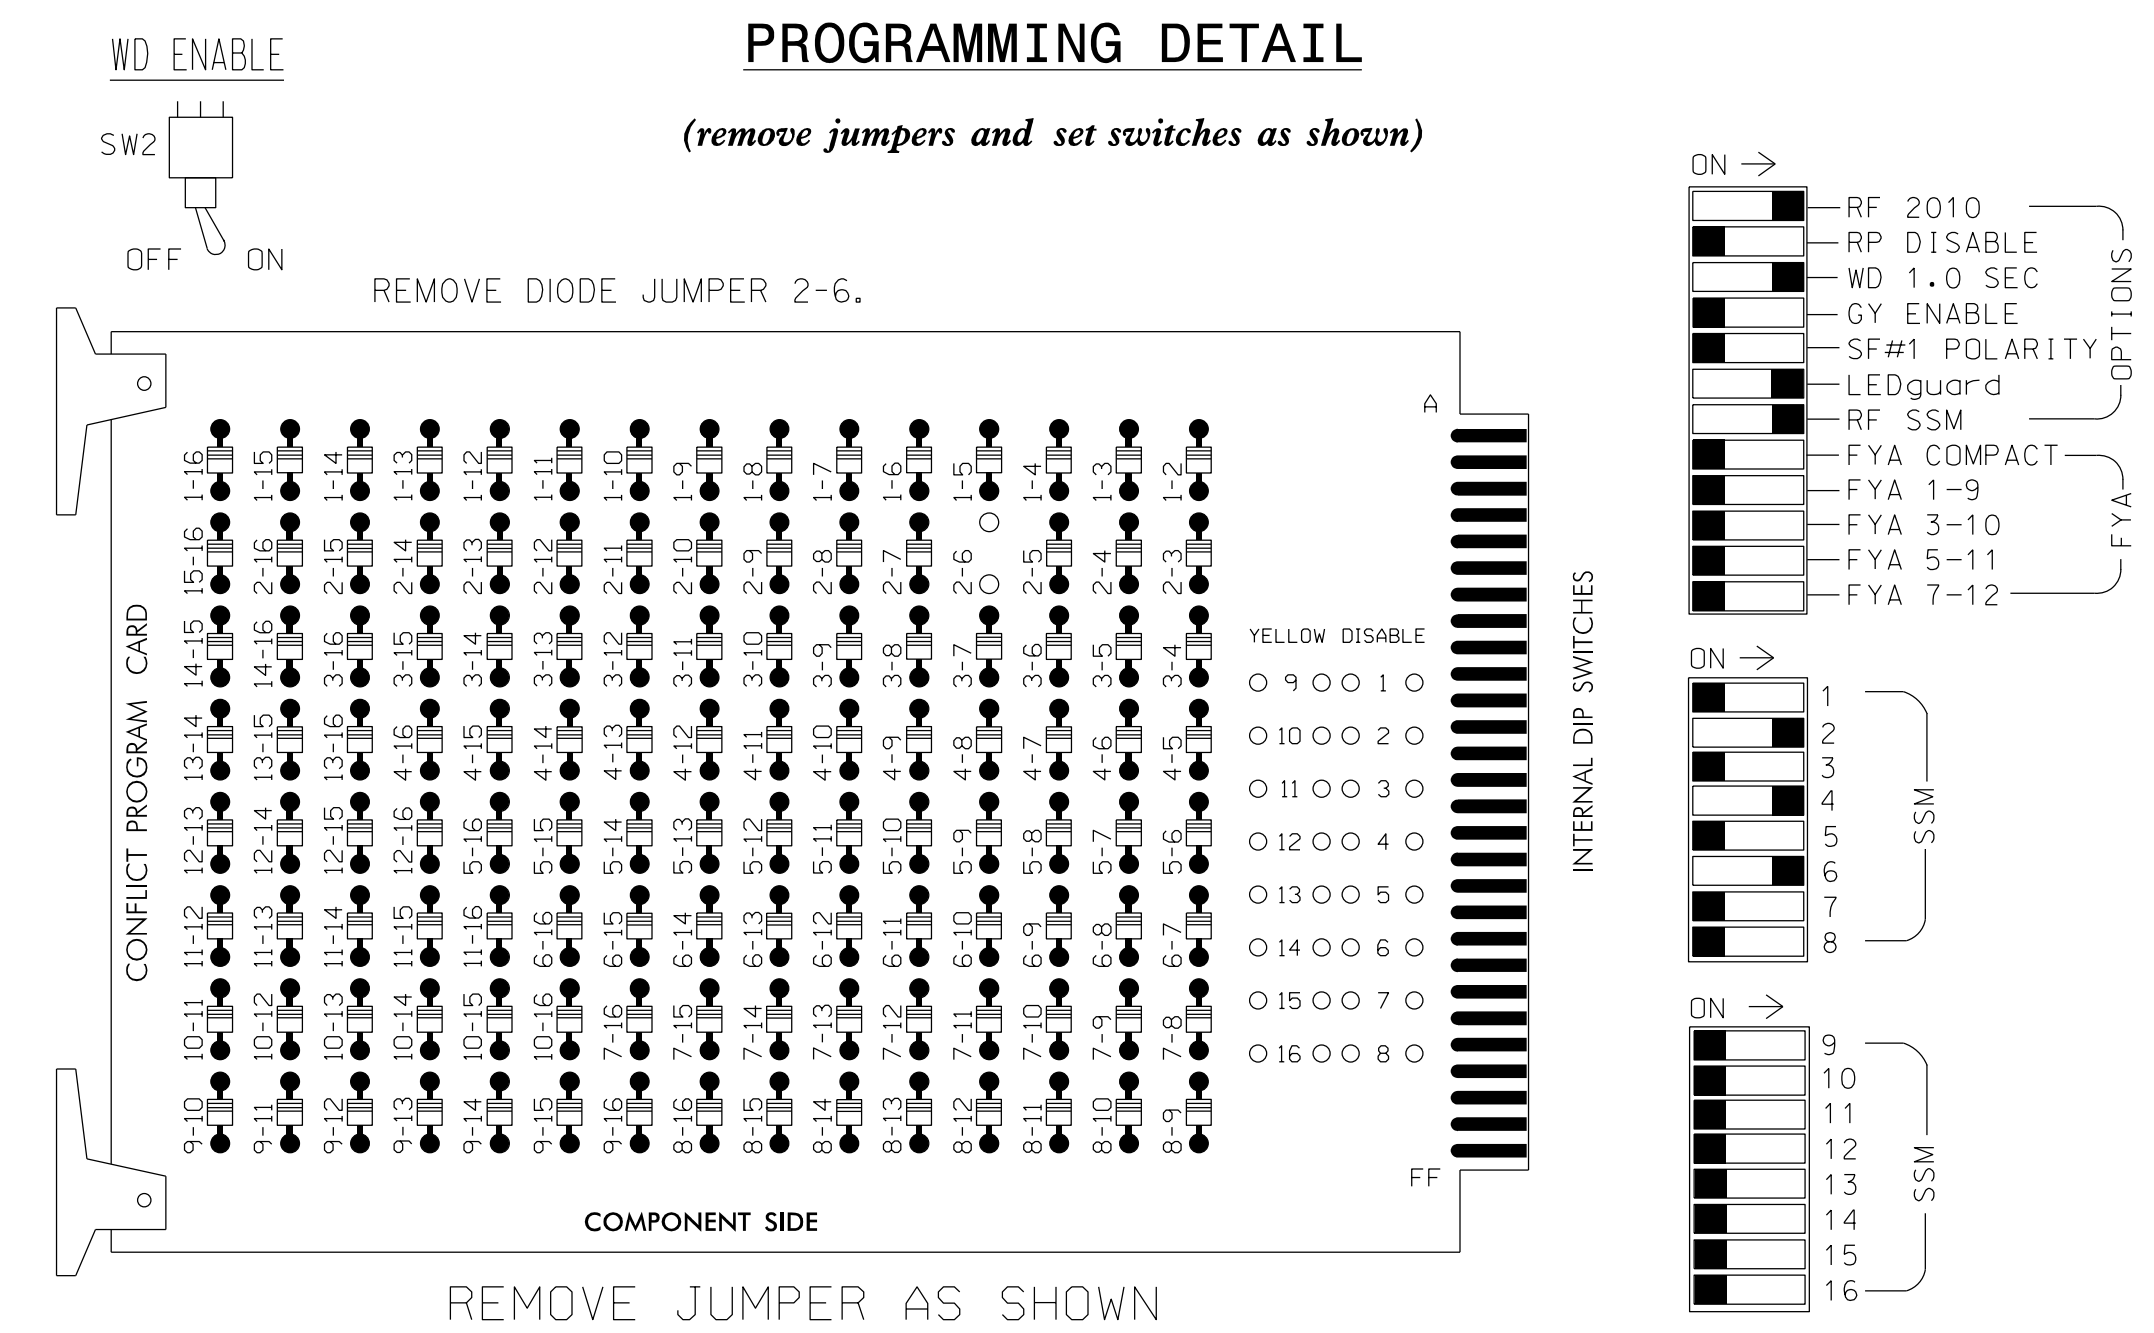 PROGRAMMING DETAIL
(remove jumpers and set switches as shown)
WD ENABLE
SW2
OFF ON
REMOVE DIODE JUMPER 2-6.
CONFLICT PROGRAM CARD
1-16 1-15 1-14 1-13 1-12 1-11 1-10 1-9 1-8 1-7 1-6 1-5 1-4 1-3 1-2
15-16 2-16 2-15 2-14 2-13 2-12 2-11 2-10 2-9 2-8 2-7 2-6 2-5 2-4 2-3
14-15 14-16 3-16 3-15 3-14 3-13 3-12 3-11 3-10 3-9 3-8 3-7 3-6 3-5 3-4
13-14 13-15 13-16 4-16 4-15 4-14 4-13 4-12 4-11 4-10 4-9 4-8 4-7 4-6 4-5
12-13 12-14 12-15 12-16 5-16 5-15 5-14 5-13 5-12 5-11 5-10 5-9 5-8 5-7 5-6
11-12 11-13 11-14 11-15 11-16 6-16 6-15 6-14 6-13 6-12 6-11 6-10 6-9 6-8 6-7
10-11 10-12 10-13 10-14 10-15 10-16 7-16 7-15 7-14 7-13 7-12 7-11 7-10 7-9 7-8
9-10 9-11 9-12 9-13 9-14 9-15 9-16 8-16 8-15 8-14 8-13 8-12 8-11 8-10 8-9
A
YELLOW DISABLE
9 1
10 2
11 3
12 4
13 5
14 6
15 7
16 8
FF
COMPONENT SIDE
REMOVE JUMPER AS SHOWN
INTERNAL DIP SWITCHES
ON
RF 2010
RP DISABLE
WD 1.0 SEC
GY ENABLE
SF#1 POLARITY
LEDguard
RF SSM
OPTIONS
FYA COMPACT
FYA 1-9
FYA 3-10
FYA 5-11
FYA 7-12
FYA
ON
1
2
3
4
5
6
7
8
SSM
ON
9
10
11
12
13
14
15
16
SSM